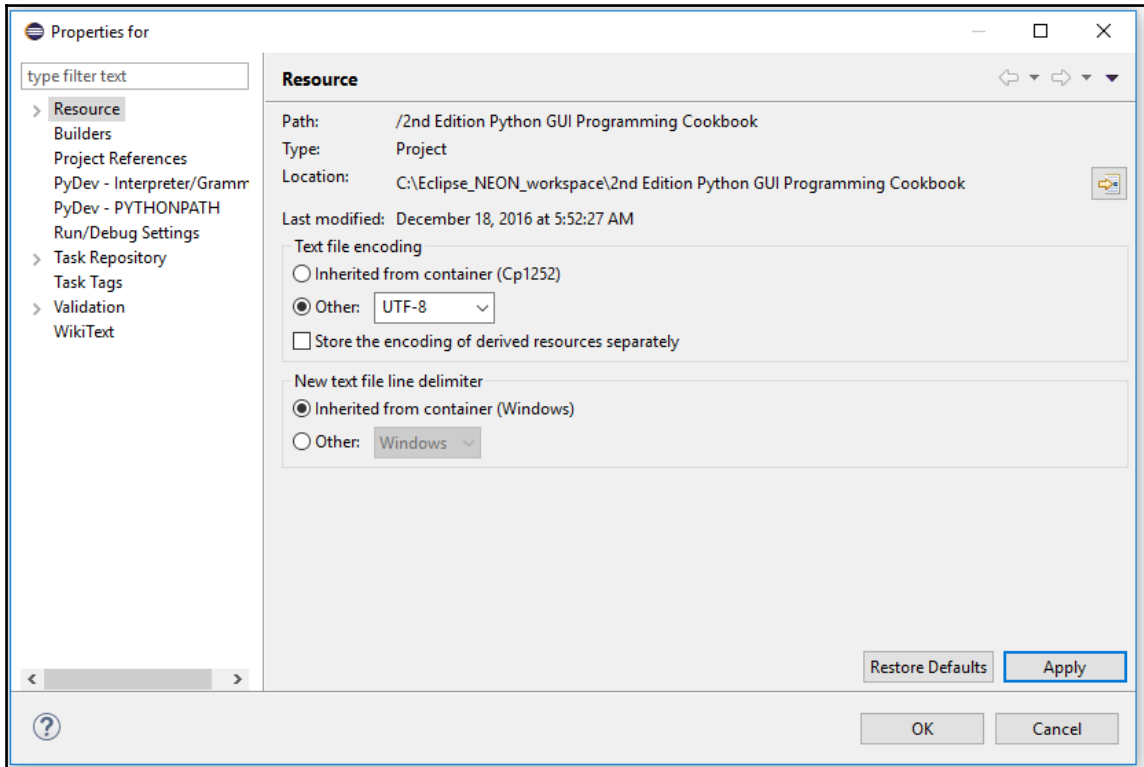 Properties for
type filter text
Resource
Builders
Project References
PyDev - Interpreter/Gramm
PyDev - PYTHONPATH
Run/Debug Settings
Task Repository
Task Tags
Validation
WikiText
Resource
Path: /2nd Edition Python GUI Programming Cookbook
Type: Project
Location: C:\Eclipse_NEON_workspace\2nd Edition Python GUI Programming Cookbook
Last modified: December 18, 2016 at 5:52:27 AM
Text file encoding
Inherited from container (Cp1252)
Other: UTF-8
Store the encoding of derived resources separately
New text file line delimiter
Inherited from container (Windows)
Other: Windows
Restore Defaults Apply
? OK Cancel